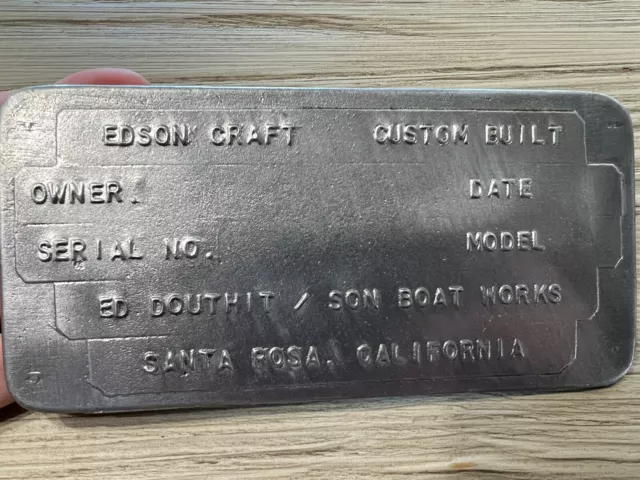 EDSON CRAFT CUSTOM BUILT
OWNER. DATE
SERIAL NO. MODEL
ED DOUTHIT / SON BOAT WORKS
SANTA ROSA, CALIFORNIA